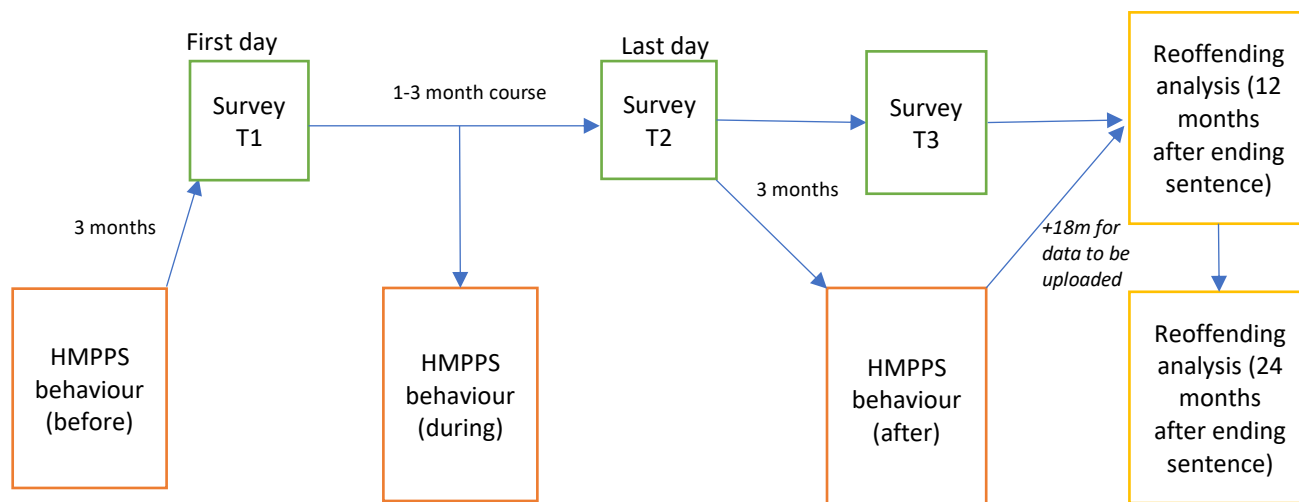 First day
Survey
T1
1-3 month course
Last day
Survey
T2
Survey
T3
Reoffending
analysis (12
months
after ending
sentence)
3 months
3 months
+18m for
data to be
uploaded
HMPPS
behaviour
(before)
HMPPS
behaviour
(during)
HMPPS
behaviour
(after)
Reoffending
analysis (24
months
after ending
sentence)